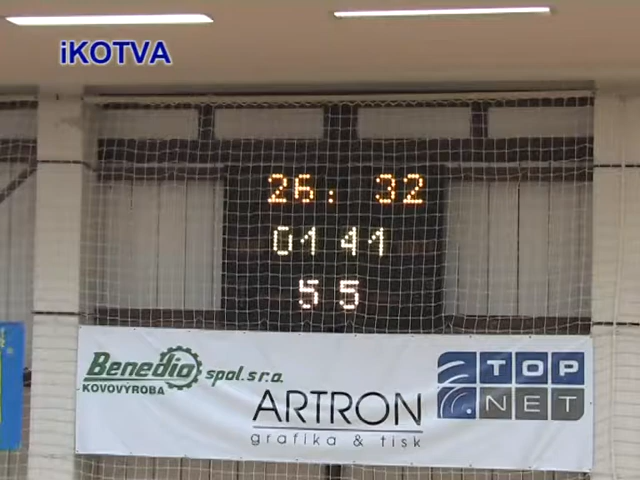 iKOTVA
26: 32
01 41
5 5
Benedio spol. s r.o.
KOVOVÝROBA
ARTRON
grafika & tisk
TOP
NET